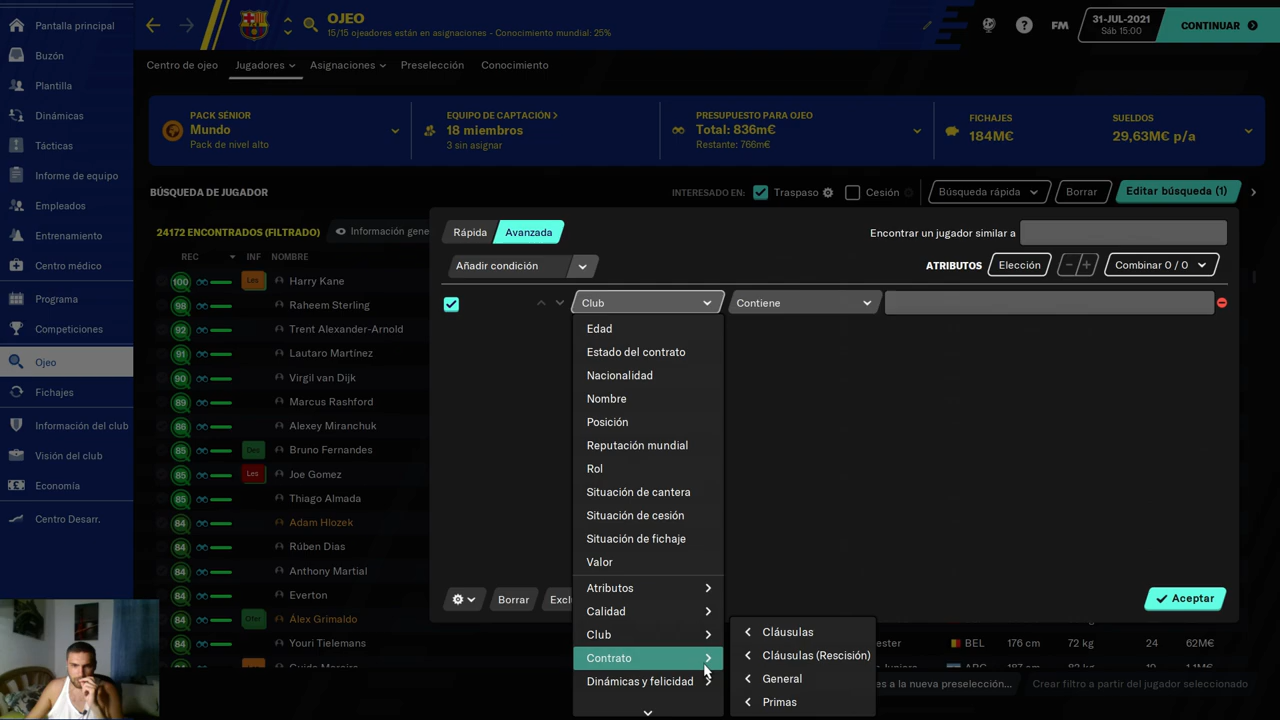 Pantalla principal
Buzón
Plantilla
Dinámicas
Tácticas
Informe de equipo
Empleados
Entrenamiento
Centro médico
Programa
Competiciones
Ojeo
Fichajes
Información del club
Visión del club
Economía
Centro Desarr.
OJEO
15/15 ojeadores están en asignaciones - Conocimiento mundial: 25%
FM
31-JUL-2021
Sáb 15:00
CONTINUAR
Centro de ojeo
Jugadores
Asignaciones
Preselección
Conocimiento
PACK SÉNIOR
Mundo
Pack de nivel alto
EQUIPO DE CAPTACIÓN
18 miembros
3 sin asignar
PRESUPUESTO PARA OJEO
Total: 836m€
Restante: 766m€
FICHAJES
184M€
SUELDOS
29,63M€ p/a
BÚSQUEDA DE JUGADOR
INTERESADO EN:
Traspaso
Cesión
Búsqueda rápida
Borrar
Editar búsqueda (1)
24172 ENCONTRADOS (FILTRADO)
Información gene
REC INF NOMBRE
100 Les Harry Kane
98 Raheem Sterling
92 Trent Alexander-Arnold
91 Lautaro Martínez
90 Virgil van Dijk
89 Marcus Rashford
86 Alexey Miranchuk
85 Bruno Fernandes
85 Les Joe Gomez
85 Thiago Almada
84 Adam Hlozek
84 Rúben Dias
84 Anthony Martial
84 Everton
84 Álex Grimaldo
84 Youri Tielemans
Rápida
Avanzada
Encontrar un jugador similar a
Añadir condición
ATRIBUTOS
Elección
−/+
Combinar 0 / 0
Club
Contiene
Edad
Estado del contrato
Nacionalidad
Nombre
Posición
Reputación mundial
Rol
Situación de cantera
Situación de cesión
Situación de fichaje
Valor
Atributos
Calidad
Club
Contrato
Dinámicas y felicidad
Cláusulas
Cláusulas (Rescisión)
General
Primas
Borrar
Exclu
Aceptar
ester BEL 176 cm 72 kg 24 62M€
es a la nueva preselección...
Crear filtro a partir del jugador seleccionado